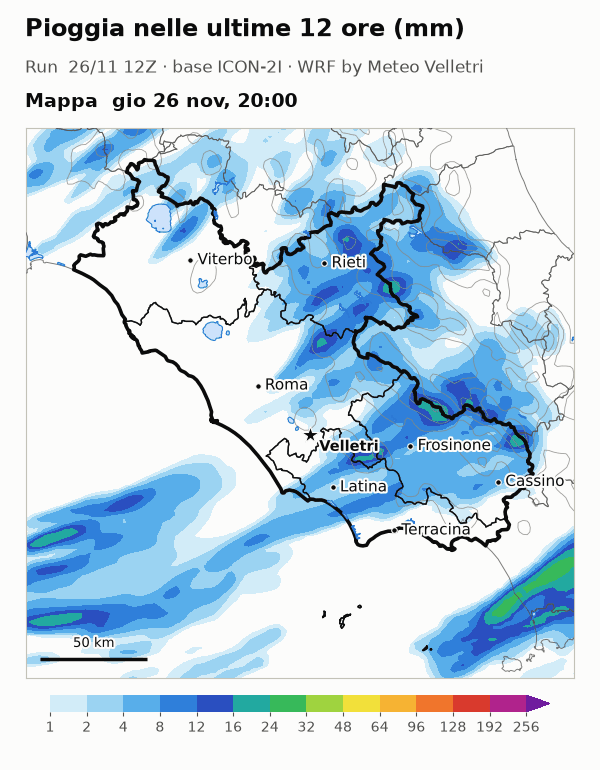 Pioggia nelle ultime 12 ore (mm)
Run  26/11 12Z · base ICON-2I · WRF by Meteo Velletri
Mappa  gio 26 nov, 20:00
Viterbo
Rieti
Roma
Velletri
Frosinone
Latina
Cassino
Terracina
50 km
1 2 4 8 12 16 24 32 48 64 96 128 192 256